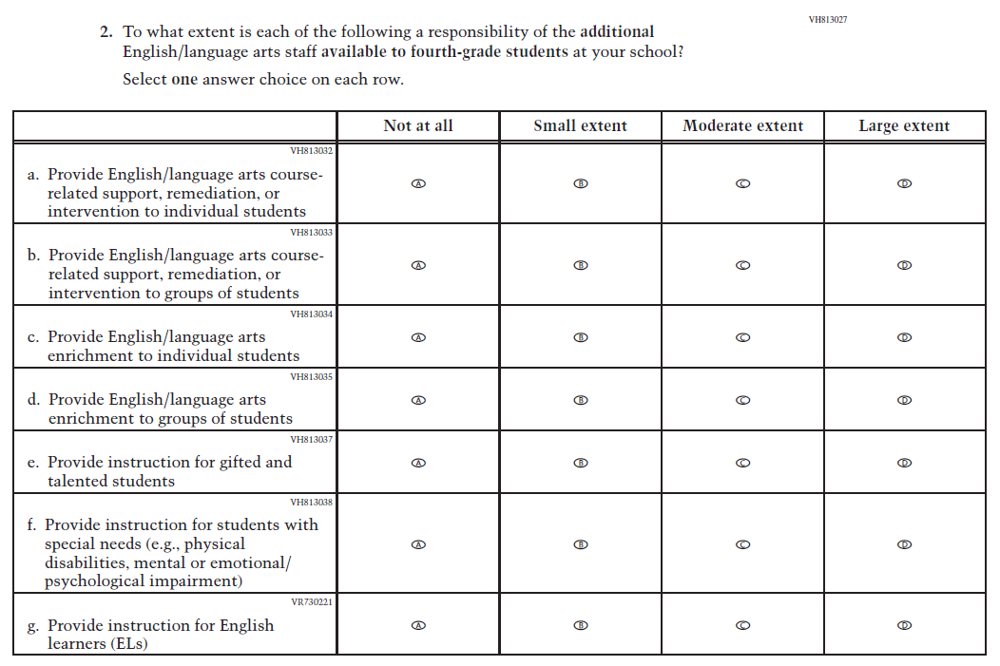 VH813027
2. To what extent is each of the following a responsibility of the additional
English/language arts staff available to fourth-grade students at your school?
Select one answer choice on each row.
Not at all Small extent Moderate extent Large extent
VH813032
a. Provide English/language arts course-
related support, remediation, or
intervention to individual students
A B C D
VH813033
b. Provide English/language arts course-
related support, remediation, or
intervention to groups of students
A B C D
VH813034
c. Provide English/language arts
enrichment to individual students
A B C D
VH813035
d. Provide English/language arts
enrichment to groups of students
A B C D
VH813037
e. Provide instruction for gifted and
talented students
A B C D
VH813038
f. Provide instruction for students with
special needs (e.g., physical
disabilities, mental or emotional/
psychological impairment)
A B C D
VR730221
g. Provide instruction for English
learners (ELs)
A B C D